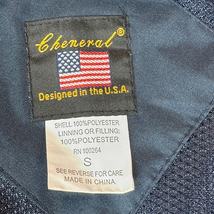 Cheneral®
Designed in the U.S.A.
SHELL:100%POLYESTER
LINNING OR FILLING:
100%POLYESTER
RN 100264
S
SEE REVERSE FOR CARE
MADE IN CHINA.